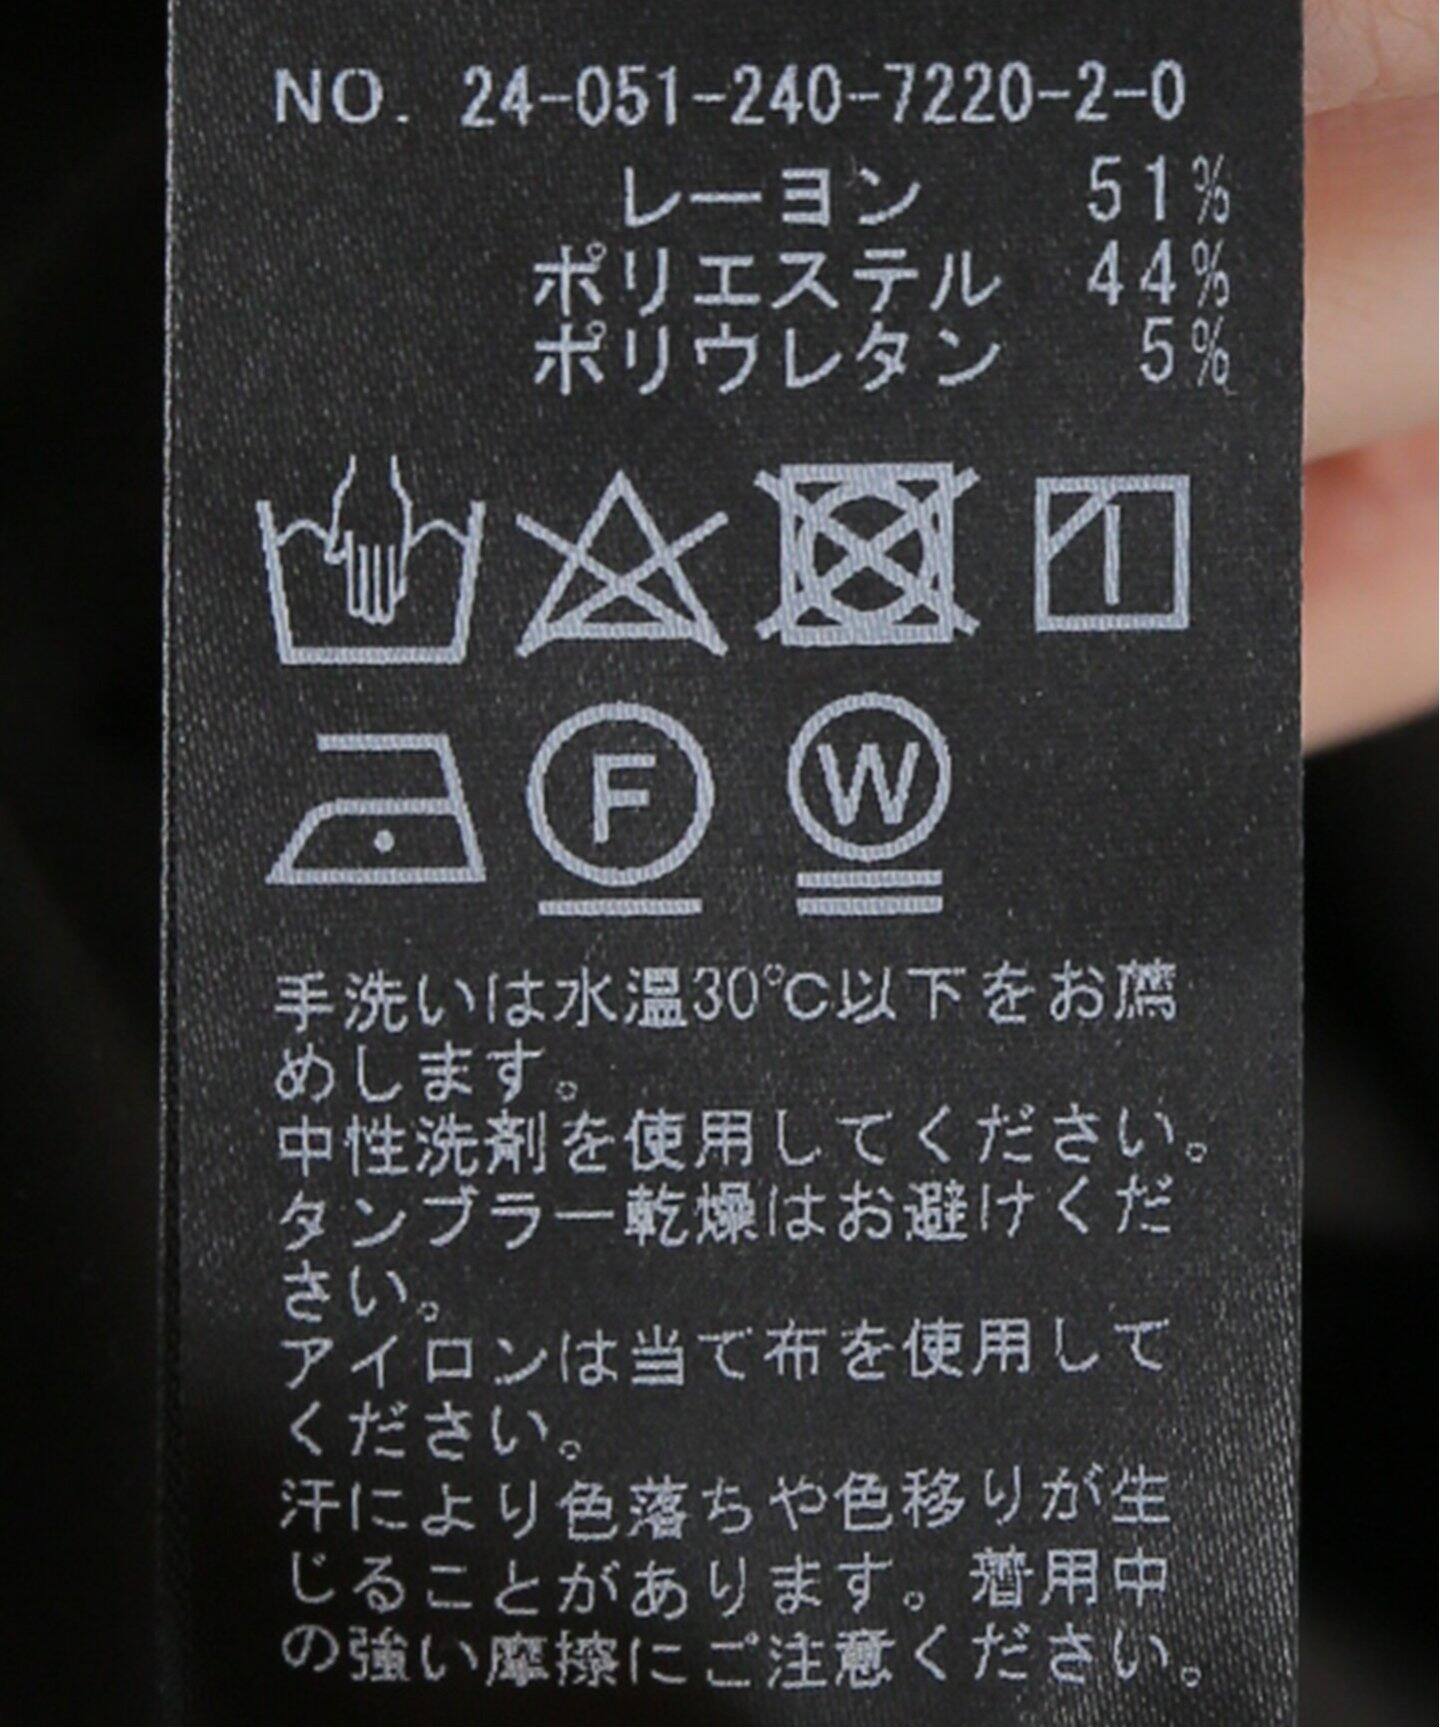 NO. 24-051-240-7220-2-0
レーヨン 51%
ポリエステル 44%
ポリウレタン 5%
F W
手洗いは水温30℃以下をお薦
めします。
中性洗剤を使用してください。
タンブラー乾燥はお避けくだ
さい。
アイロンは当て布を使用して
ください。
汗により色落ちや色移りが生
じることがあります。着用中
の強い摩擦にご注意ください。